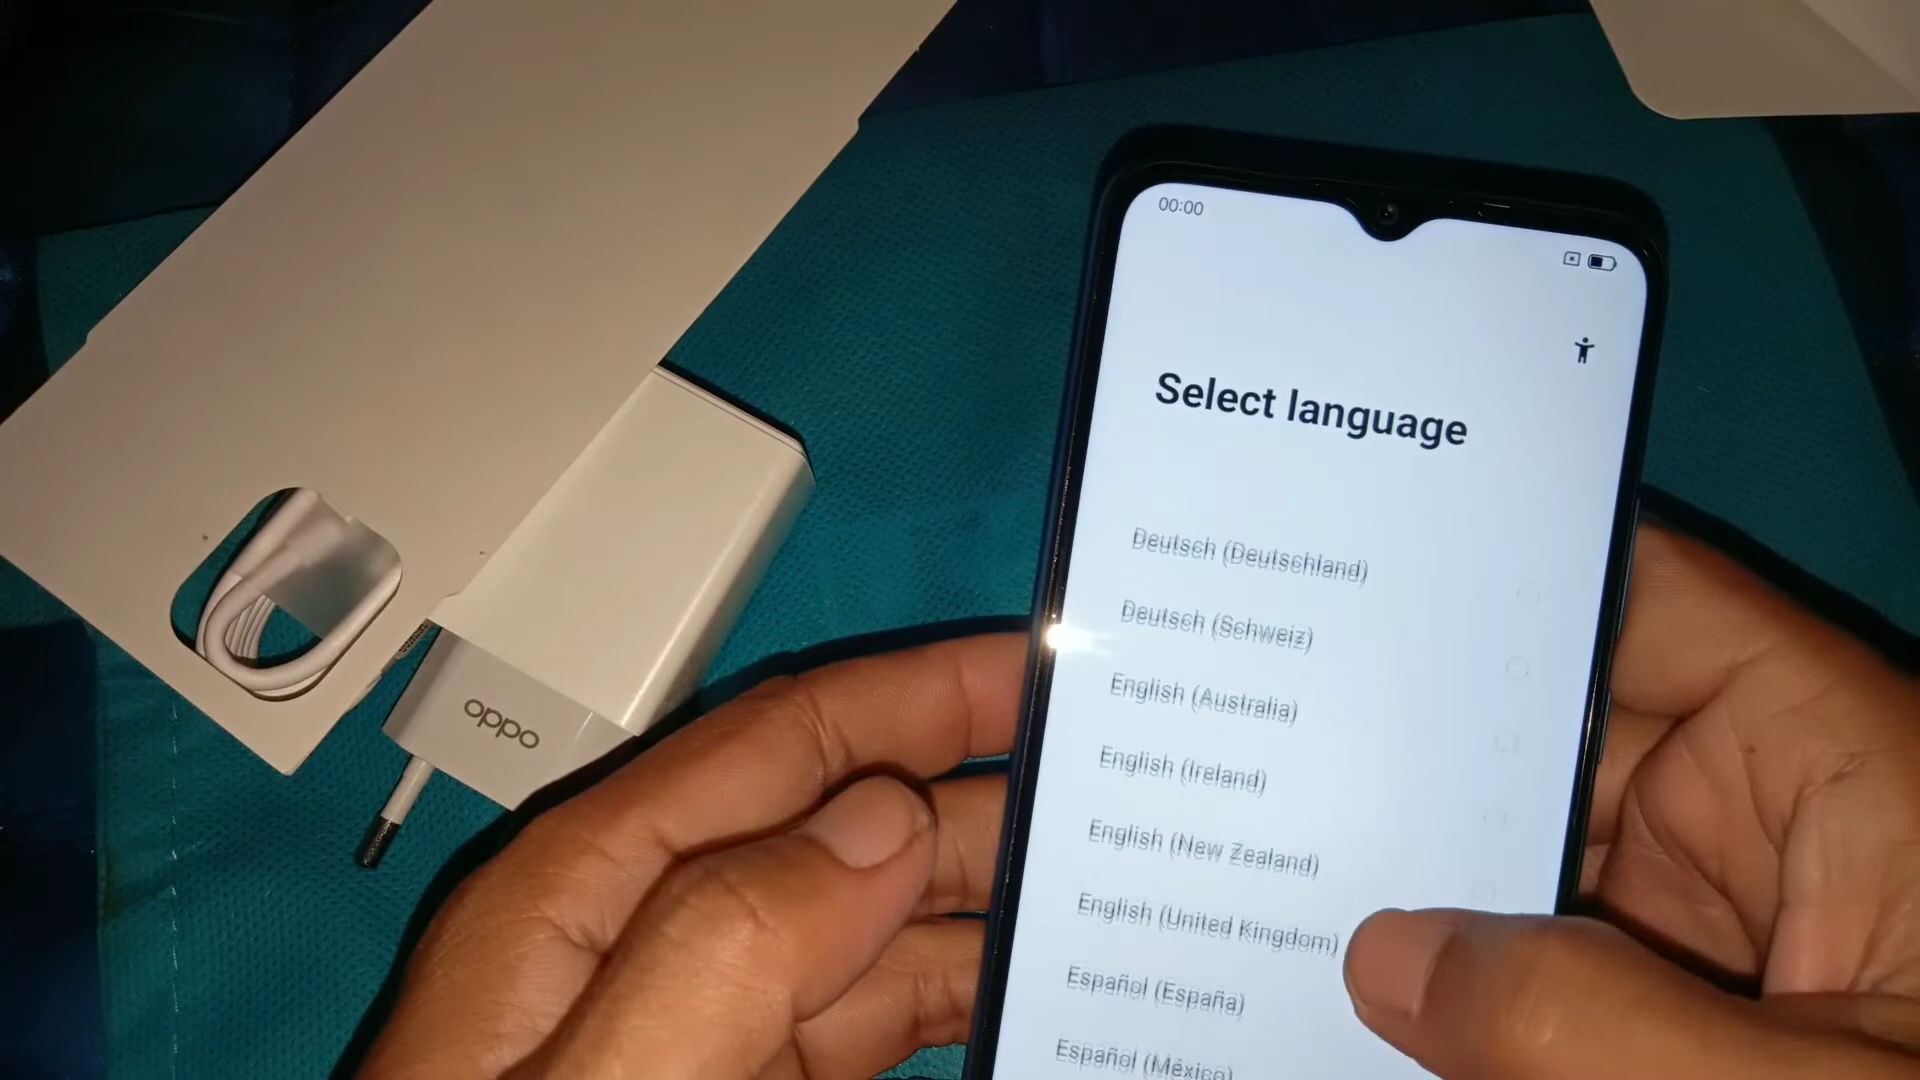 00:00
Select language
Deutsch (Deutschland)
Deutsch (Schweiz)
English (Australia)
English (Ireland)
English (New Zealand)
English (United Kingdom)
Español (España)
Español (México)
oppo